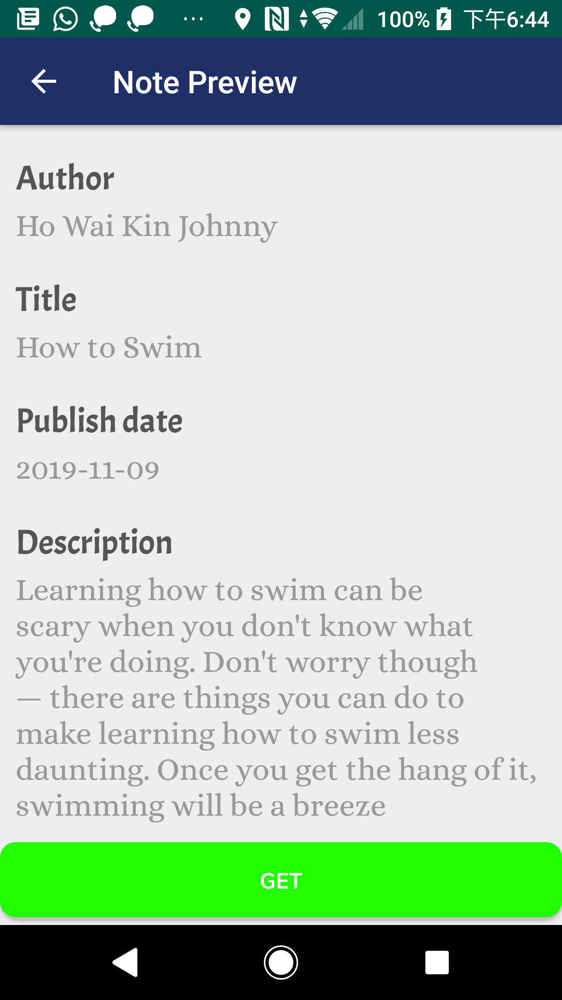 100% 下午6:44
Note Preview
Author
Ho Wai Kin Johnny
Title
How to Swim
Publish date
2019-11-09
Description
Learning how to swim can be
scary when you don't know what
you're doing. Don't worry though
— there are things you can do to
make learning how to swim less
daunting. Once you get the hang of it,
swimming will be a breeze
GET